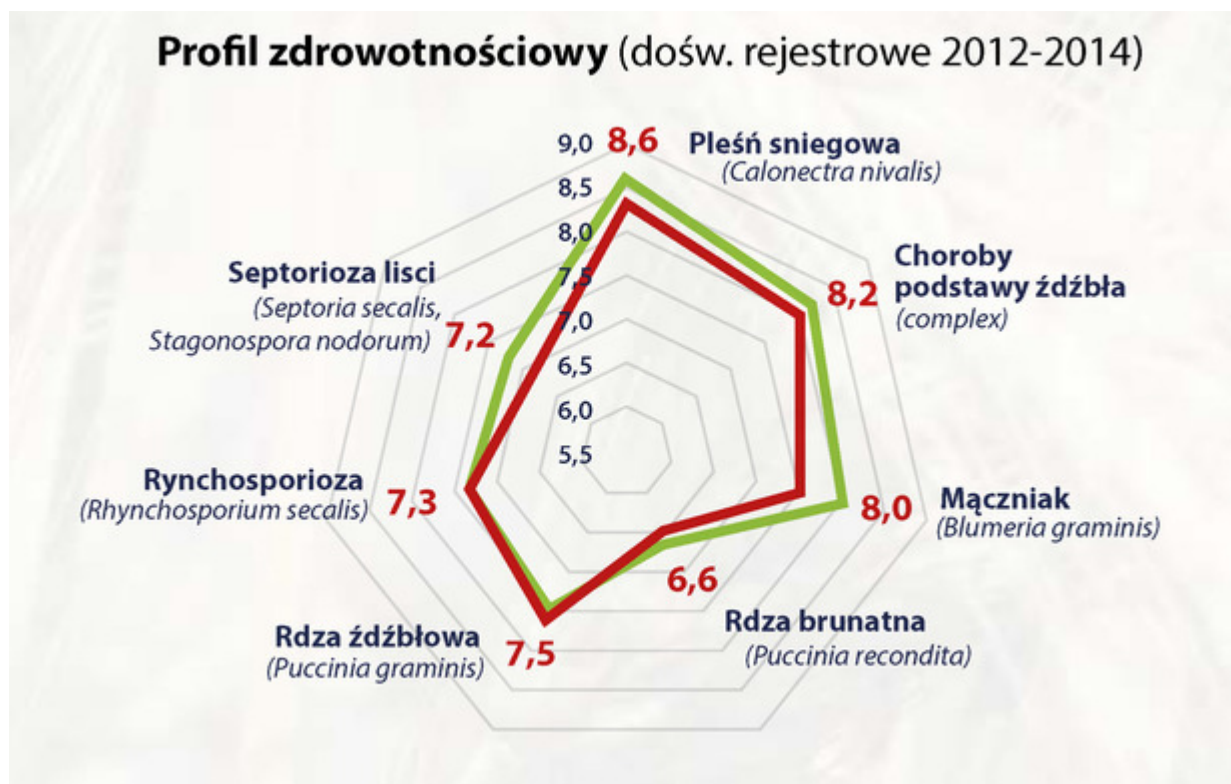 Profil zdrowotnościowy (dośw. rejestrowe 2012-2014)
9,0
8,5
8,0
7,5
7,0
6,5
6,0
5,5
8,6
Pleśń sniegowa
(Calonectra nivalis)
8,2
Choroby
podstawy źdźbła
(complex)
8,0
Mączniak
(Blumeria graminis)
6,6
Rdza brunatna
(Puccinia recondita)
7,5
Rdza źdźbłowa
(Puccinia graminis)
7,3
Rynchosporioza
(Rhynchosporium secalis)
7,2
Septorioza lisci
(Septoria secalis,
Stagonospora nodorum)